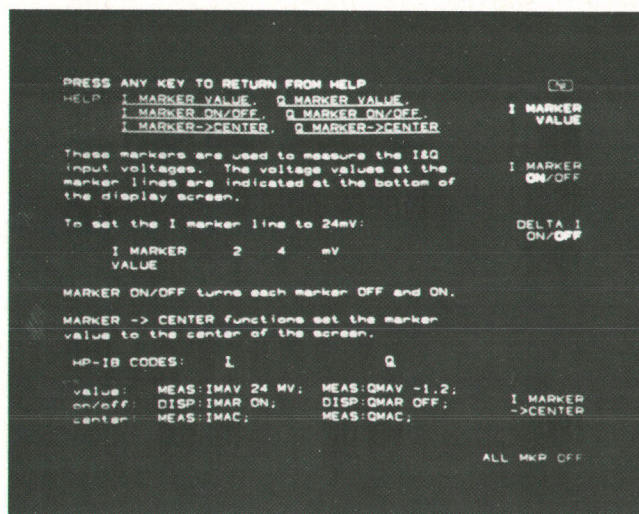 PRESS ANY KEY TO RETURN FROM HELP
hp
HELP I MARKER VALUE, Q MARKER VALUE,
I MARKER ON/OFF, Q MARKER ON/OFF,
I MARKER->CENTER, Q MARKER->CENTER
I MARKER
VALUE
These markers are used to measure the I&Q
input voltages. The voltage values at the
marker lines are indicated at the bottom of
the display screen.
I MARKER
ON/OFF
To set the I marker line to 24mV:
DELTA I
ON/OFF
I MARKER 2 4 mV
VALUE
MARKER ON/OFF turns each marker OFF and ON.
MARKER -> CENTER functions set the marker
value to the center of the screen.
HP-IB CODES: I Q
value: MEAS:IMAV 24 MV; MEAS:QMAV -1.2;
on/off: DISP:IMAR ON; DISP:QMAR OFF;
center: MEAS:IMAC; MEAS:QMAC;
I MARKER
->CENTER
ALL MKR OFF